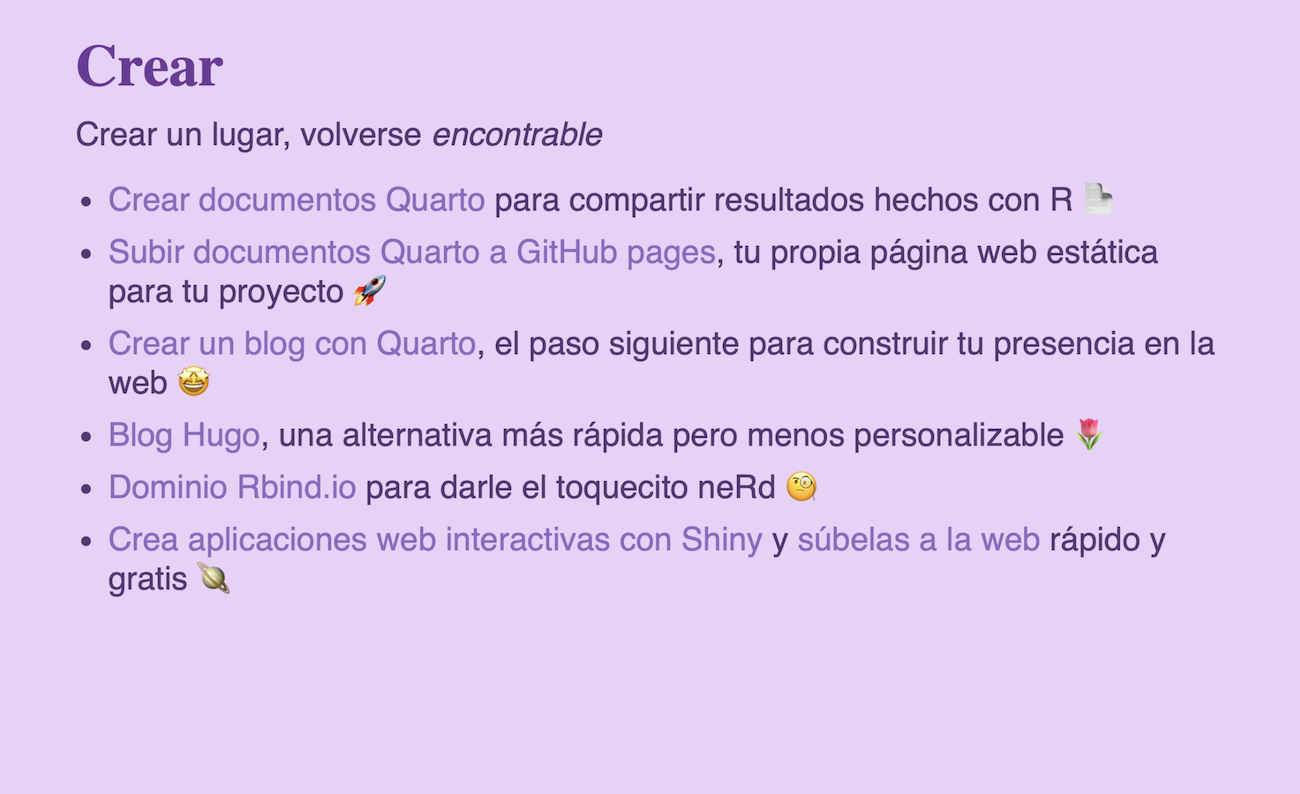 Crear
Crear un lugar, volverse encontrable
• Crear documentos Quarto para compartir resultados hechos con R 📄
• Subir documentos Quarto a GitHub pages, tu propia página web estática
para tu proyecto 🚀
• Crear un blog con Quarto, el paso siguiente para construir tu presencia en la
web 🤩
• Blog Hugo, una alternativa más rápida pero menos personalizable 🌷
• Dominio Rbind.io para darle el toquecito neRd 🧐
• Crea aplicaciones web interactivas con Shiny y súbelas a la web rápido y
gratis 🪐